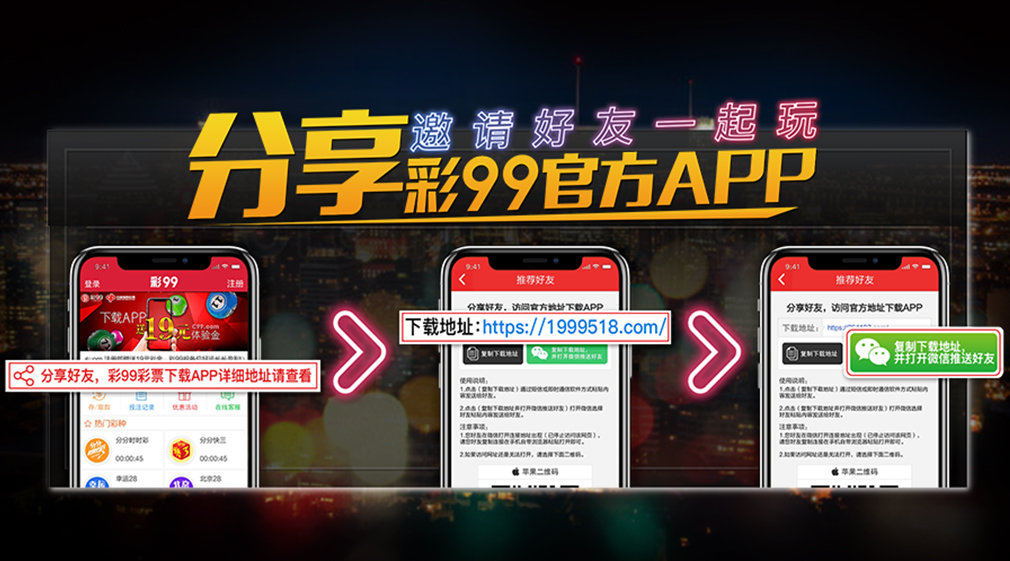 分享
邀请好友一起玩
彩99官方APP
9:41
登录
彩99
注册
彩99
下载APP
送19元
C99.com
体验金
分享好友，彩99彩票下载APP详细地址请查看
存/取款
投注记录
优惠活动
在线客服
热门彩种
分分时时彩
00:00:45
分分快三
00:00:45
幸运28
北京28
9:41
推荐好友
分享好友，访问官方地址下载APP
下载地址：https://1999518.com/
复制下载地址
复制下载地址，
并打开微信推送好友
使用说明：
1.点击（复制下载地址）通过短信或即时通信软件方式粘贴内
容发送给好友。
2.点击（复制下载地址并打开微信推送好友）打开微信选择
好友粘贴内容发送给好友。
注意事项：
1.您好友在微信打开连接地址出现（已停止访问该网页），
请您好友复制连接在手机自带浏览器粘贴打开即可。
2.如果访问网址还是无法打开，请选择下面二维码。
苹果二维码
9:41
推荐好友
分享好友，访问官方地址下载APP
下载地址：
复制下载地址
复制下载地址，
并打开微信推送好友
使用说明：
1.点击（复制下载地址）通过短信或即时通信软件方式粘贴内
容发送给好友。
2.点击（复制下载地址并打开微信推送好友）打开微信选择
好友粘贴内容发送给好友。
注意事项：
1.您好友在微信打开连接地址出现（已停止访问该网页），
请您好友复制连接在手机自带浏览器粘贴打开即可。
2.如果访问网址还是无法打开，请选择下面二维码。
苹果二维码